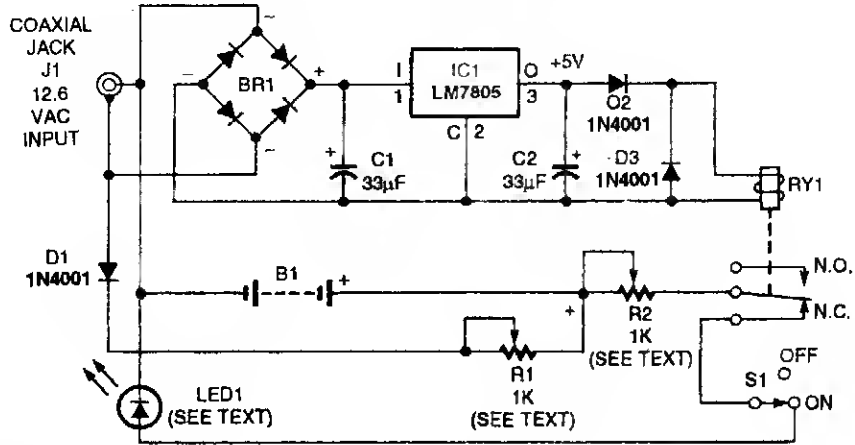 COAXIAL
JACK
J1
12.6
VAC
INPUT
~
−
BR1
+
~
I
1
IC1
LM7805
O
3
C
2
+5V
O2
1N4001
+
C1
33µF
C2
33µF
+
D3
1N4001
RY1
D1
1N4001
B1
+
+
R2
1K
(SEE TEXT)
R1
1K
(SEE TEXT)
N.O.
N.C.
OFF
S1
ON
LED1
(SEE TEXT)